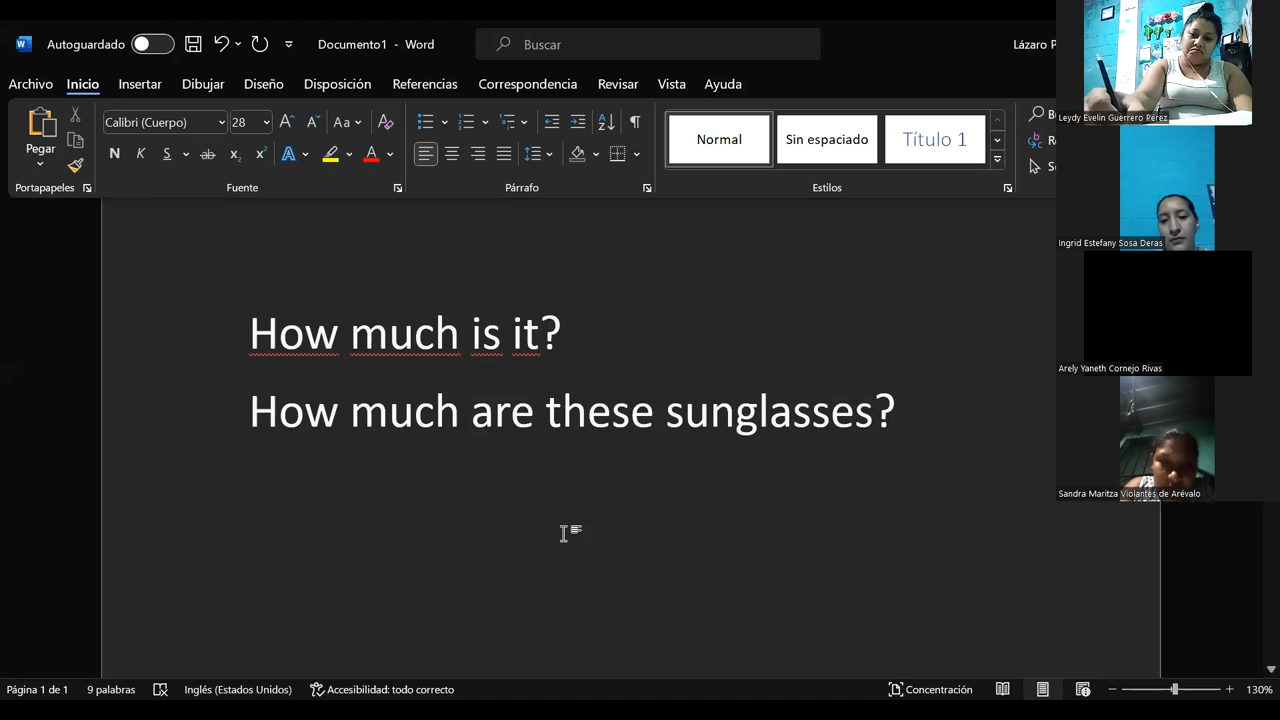 Autoguardado
Documento1 - Word
Buscar
Lázaro P
Archivo
Inicio
Insertar
Dibujar
Diseño
Disposición
Referencias
Correspondencia
Revisar
Vista
Ayuda
Pegar
Calibri (Cuerpo)
28
Normal
Sin espaciado
Título 1
Portapapeles
Fuente
Párrafo
Estilos
How much is it?
How much are these sunglasses?
Leydy Evelin Guerrero Pérez
Ingrid Estefany Sosa Deras
Arely Yaneth Cornejo Rivas
Sandra Maritza Violantes de Arévalo
Página 1 de 1
9 palabras
Inglés (Estados Unidos)
Accesibilidad: todo correcto
Concentración
130%